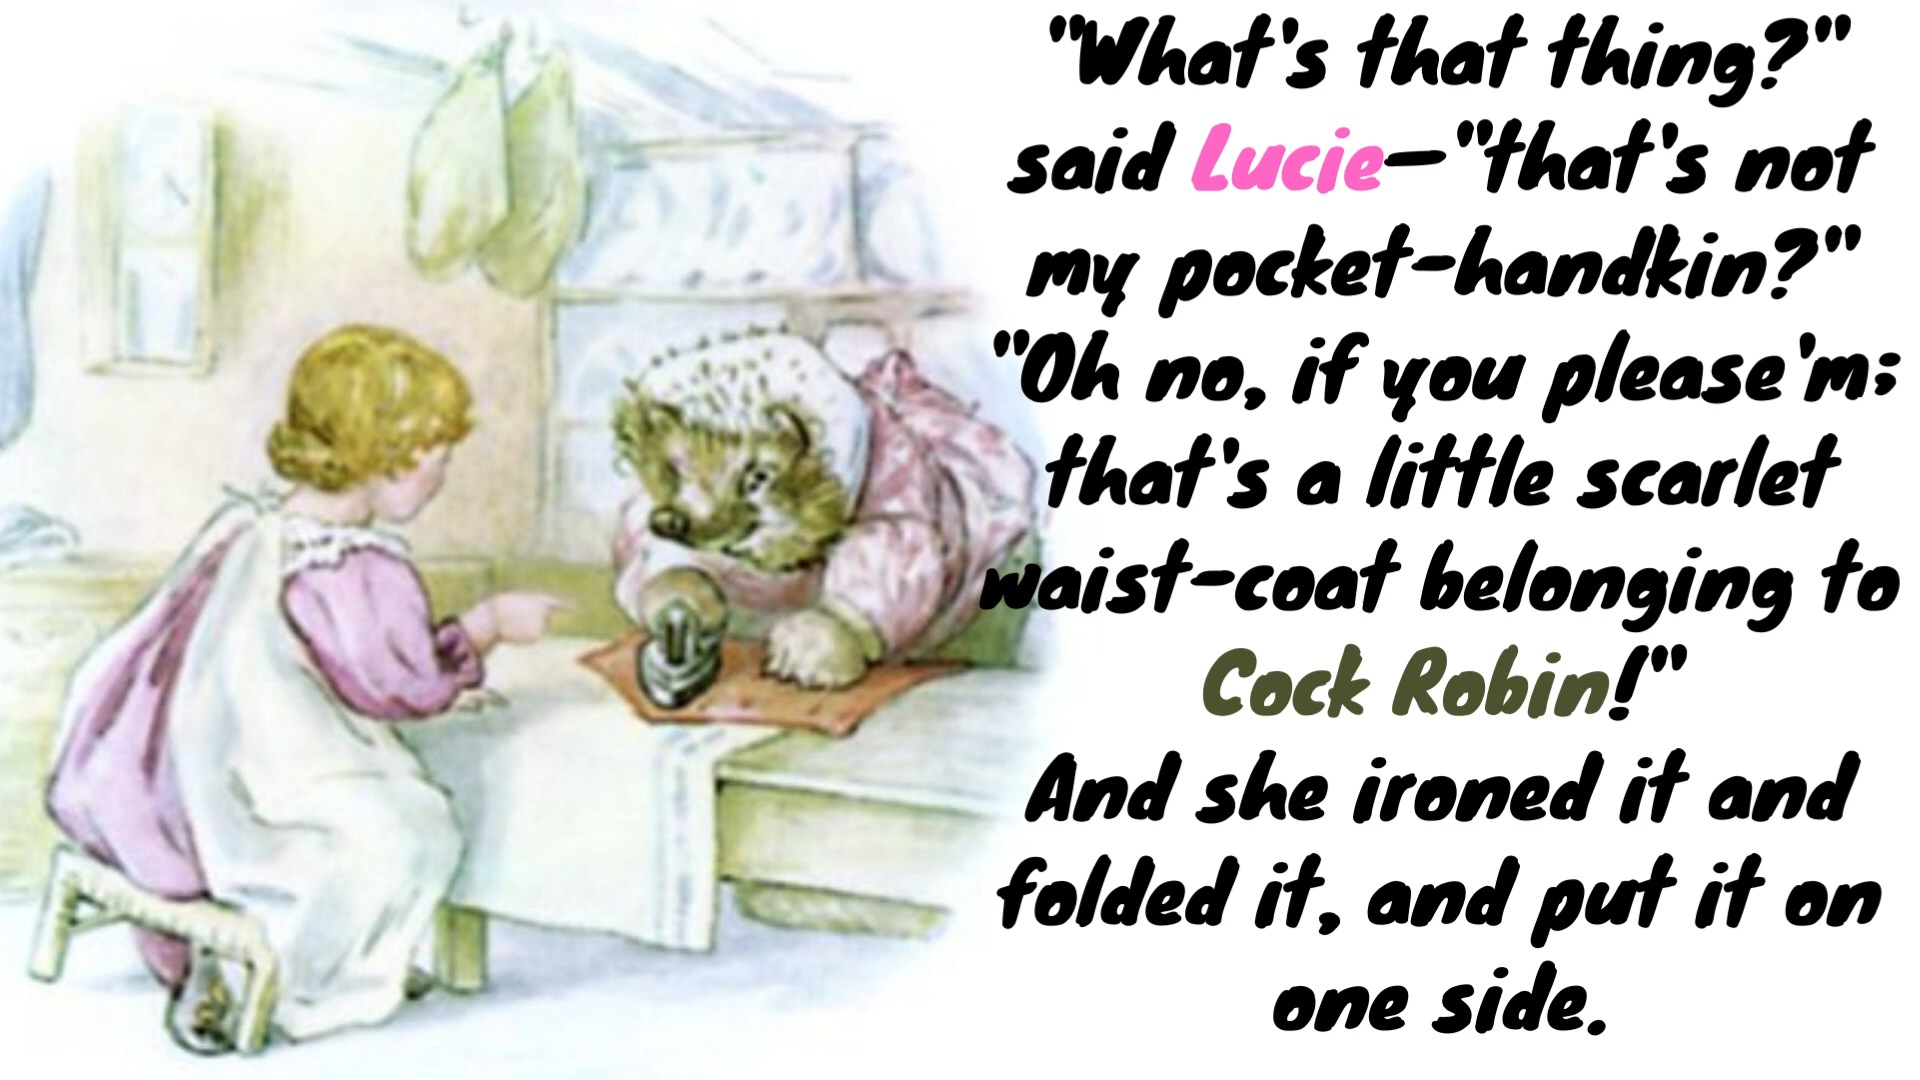 "What's that thing?"
said Lucie—"that's not
my pocket-handkin?"
"Oh no, if you please'm;
that's a little scarlet
waist-coat belonging to
Cock Robin!"
And she ironed it and
folded it, and put it on
one side.